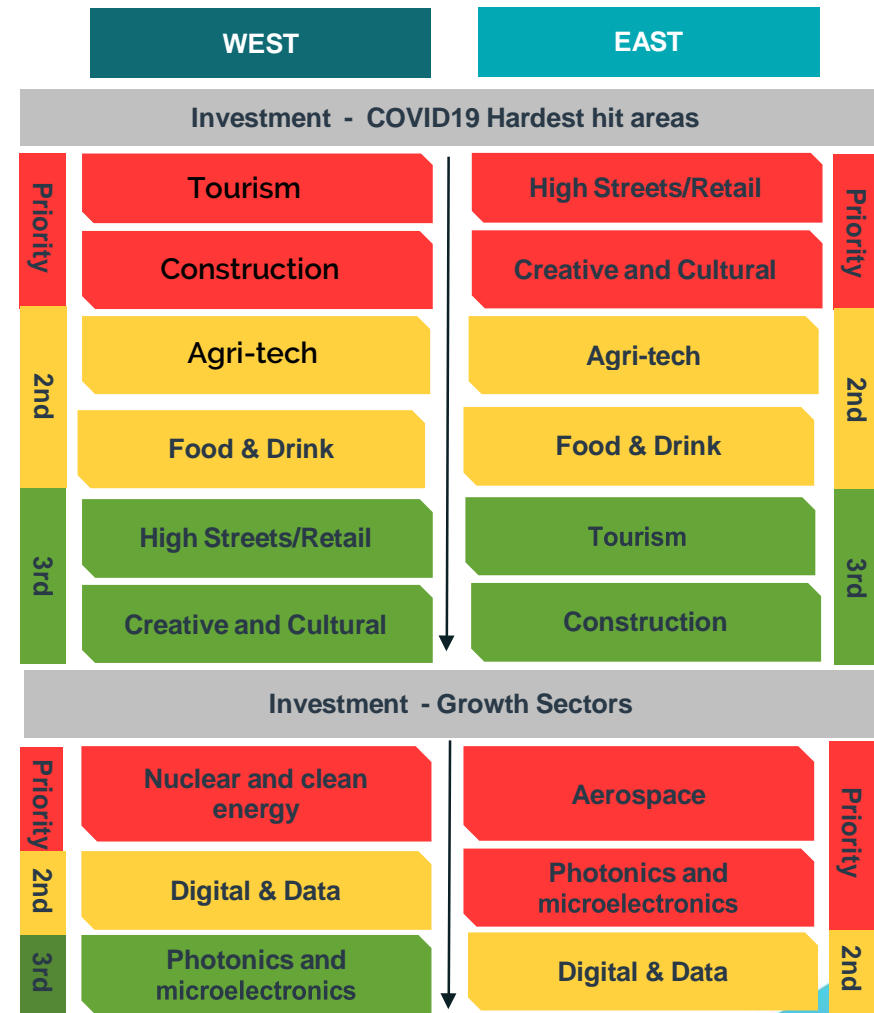 WEST
EAST
Investment - COVID19 Hardest hit areas
Priority
Tourism
High Streets/Retail
Priority
Construction
Creative and Cultural
2nd
Agri-tech
Agri-tech
2nd
Food & Drink
Food & Drink
3rd
High Streets/Retail
Tourism
3rd
Creative and Cultural
Construction
Investment - Growth Sectors
Priority
Nuclear and clean
energy
Aerospace
Priority
2nd
Digital & Data
Photonics and
microelectronics
3rd
Photonics and
microelectronics
Digital & Data
2nd